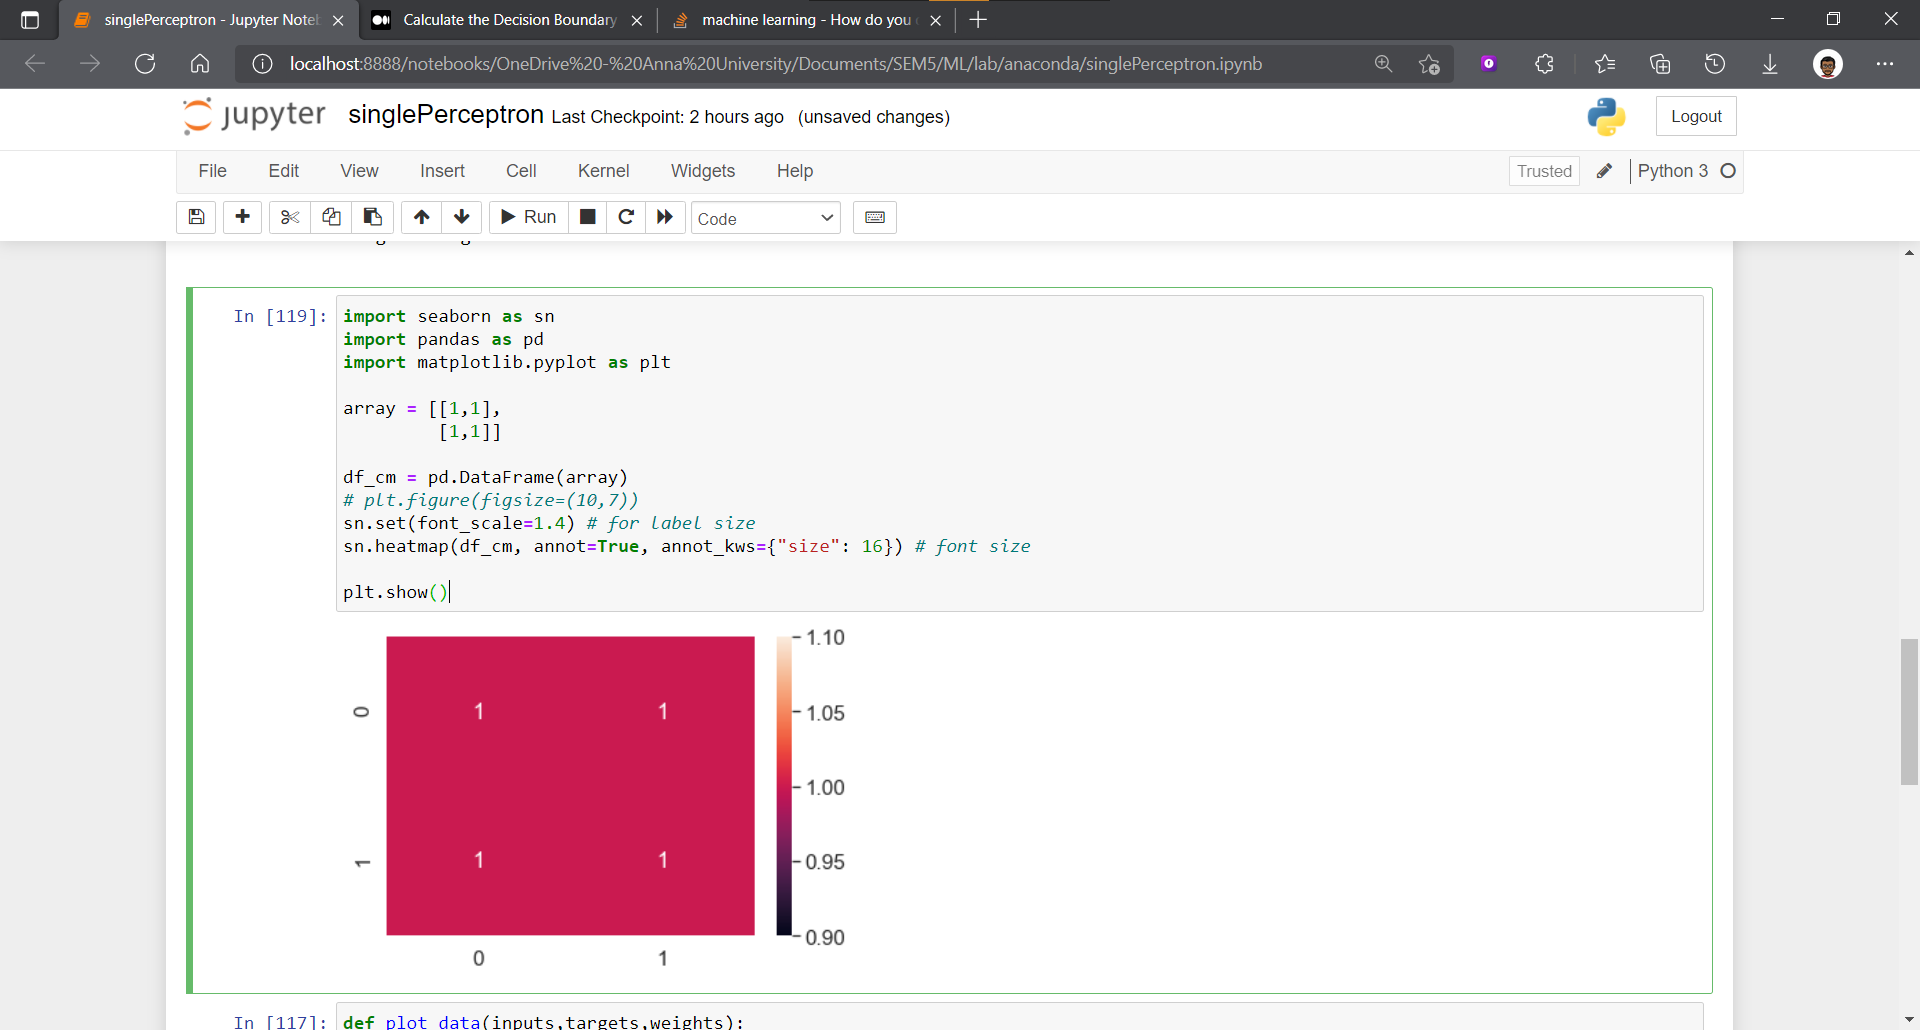 singlePerceptron - Jupyter Noteb
Calculate the Decision Boundary
machine learning - How do you
localhost:8888/notebooks/OneDrive%20-%20Anna%20University/Documents/SEM5/ML/lab/anaconda/singlePerceptron.ipynb
jupyter singlePerceptron Last Checkpoint: 2 hours ago (unsaved changes)
Logout
File Edit View Insert Cell Kernel Widgets Help
Trusted
Python 3
Run
Code
In [119]:
import seaborn as sn
import pandas as pd
import matplotlib.pyplot as plt
array = [[1,1],
[1,1]]
df_cm = pd.DataFrame(array)
# plt.figure(figsize=(10,7))
sn.set(font_scale=1.4) # for label size
sn.heatmap(df_cm, annot=True, annot_kws={"size": 16}) # font size
plt.show()
1.10
0 1 1 1.05
1.00
1 1 1 0.95
0.90
0 1
In [117]: def plot_data(inputs,targets,weights):